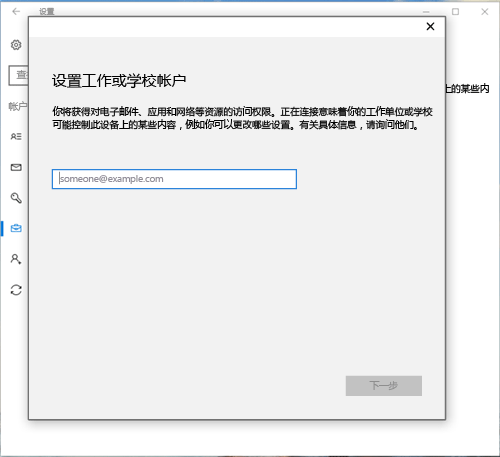 设置
查
帐户
上的某些内
设置工作或学校帐户
你将获得对电子邮件、应用和网络等资源的访问权限。正在连接意味着你的工作单位或学校
可能控制此设备上的某些内容，例如你可以更改哪些设置。有关具体信息，请询问他们。
someone@example.com
下一步